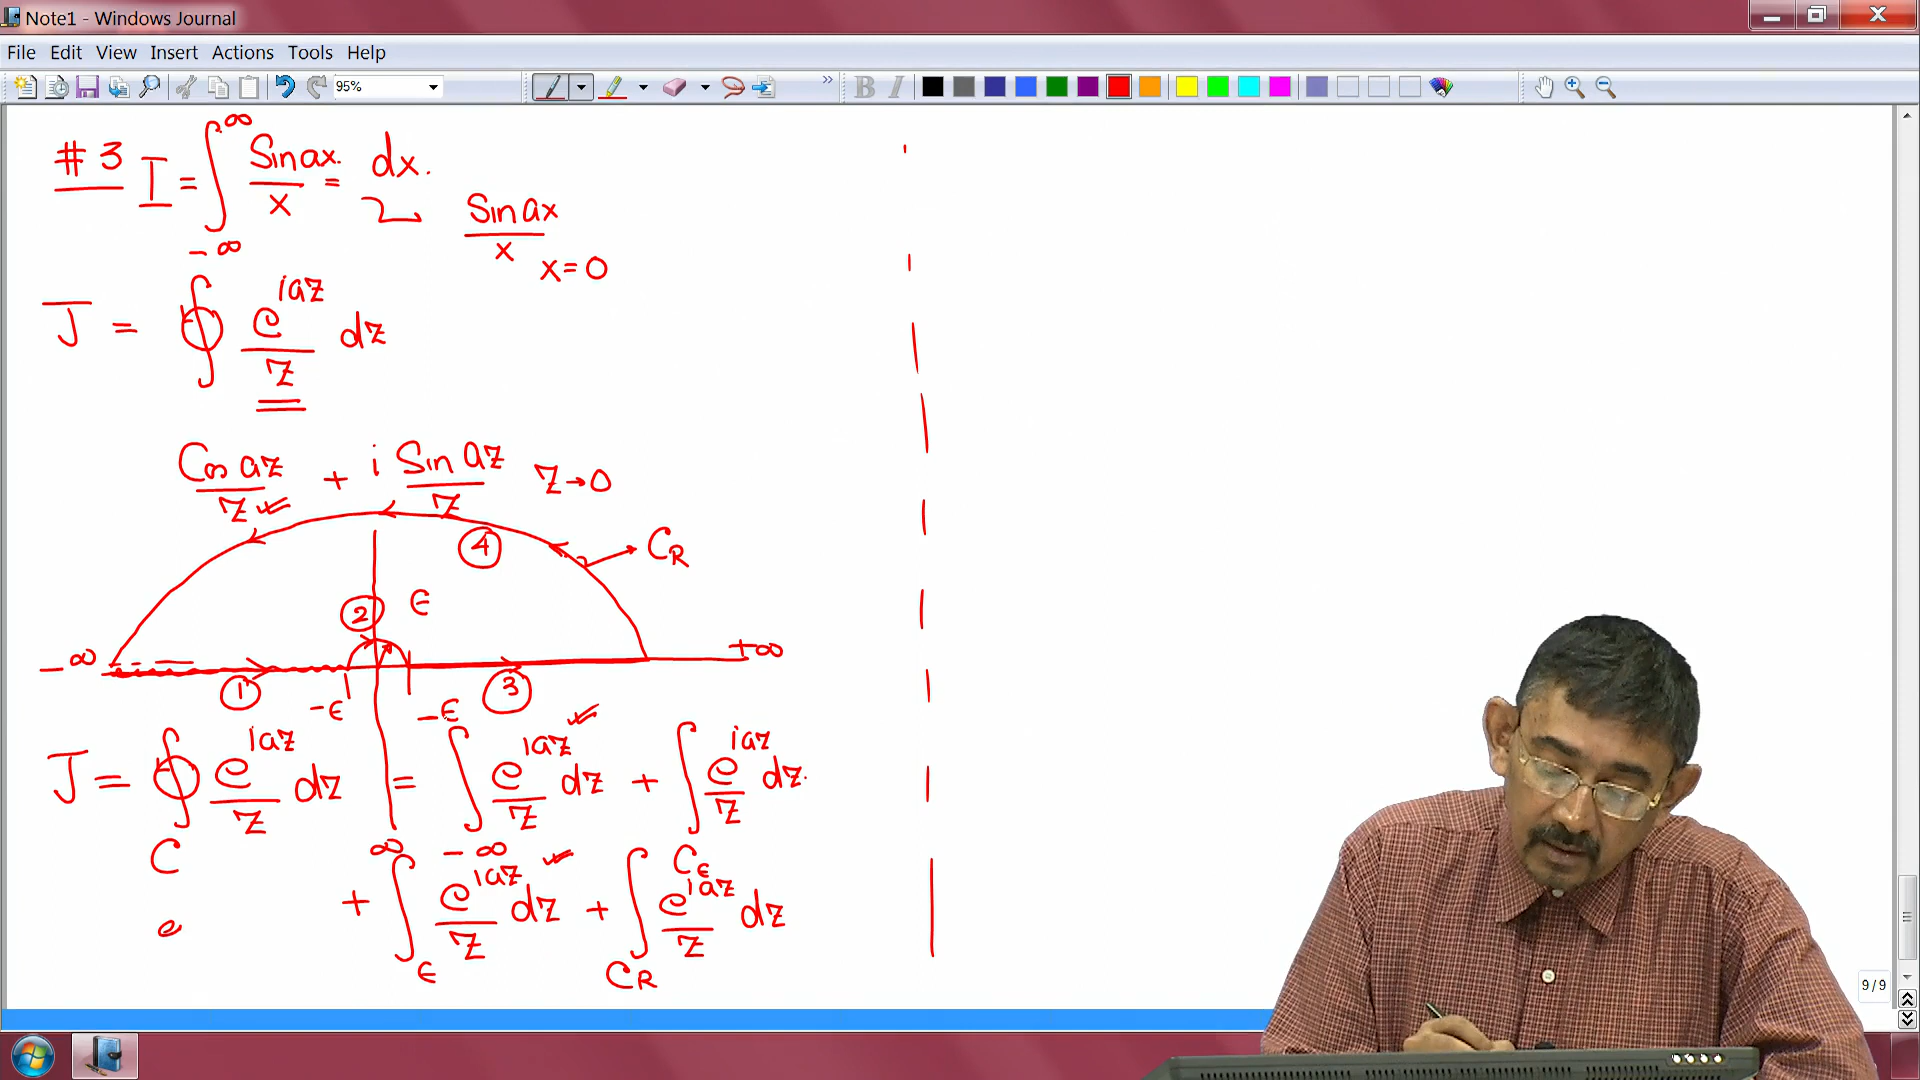 Note1 - Windows Journal
File Edit View Insert Actions Tools Help
95%
B I
#3 I = ∫_{-∞}^{∞} Sin ax / x = dx.
Sin ax / x
x=0
J = ∮ e^{iaz} / z dz
Cos az / z + i Sin az / z z→0
④ C_R
② ϵ
-∞ +∞
① ③
-ϵ
J = ∮_C e^{iaz} / z dz = ∫_{-∞}^{-ϵ} e^{iaz} / z dz + ∫_{Cϵ} e^{iaz} / z dz.
+ ∫_{ϵ}^{∞} e^{iaz} / z dz + ∫_{C_R} e^{iaz} / z dz
9 / 9